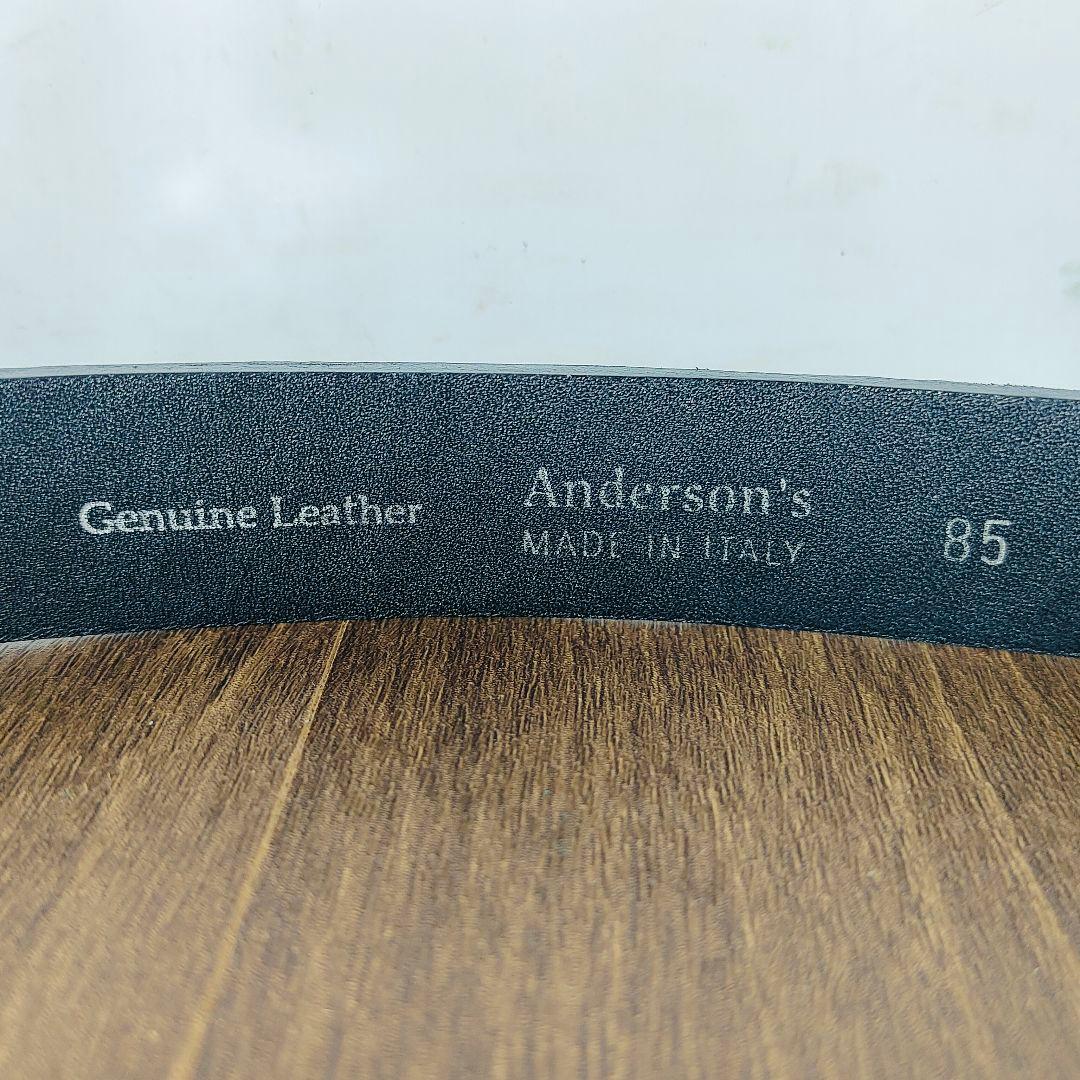 Genuine Leather
Anderson's
MADE IN ITALY
85